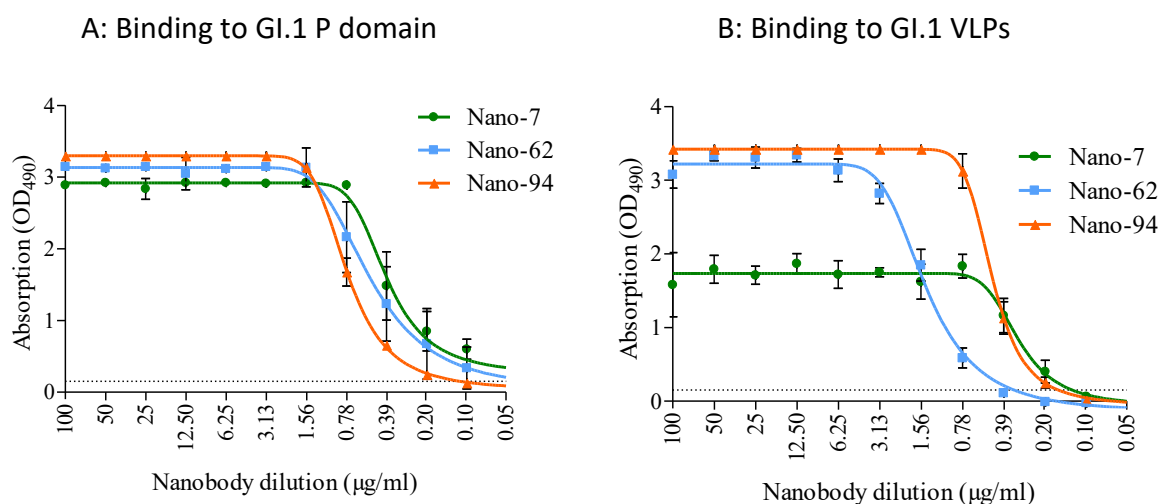 A: Binding to GI.1 P domain
B: Binding to GI.1 VLPs
Absorption (OD490)
4
3
2
1
0
Nano-7
Nano-62
Nano-94
100
50
25
12.50
6.25
3.13
1.56
0.78
0.39
0.20
0.10
0.05
Nanobody dilution (μg/ml)
Absorption (OD490)
4
3
2
1
0
Nano-7
Nano-62
Nano-94
100
50
25
12.50
6.25
3.13
1.56
0.78
0.39
0.20
0.10
0.05
Nanobody dilution (μg/ml)